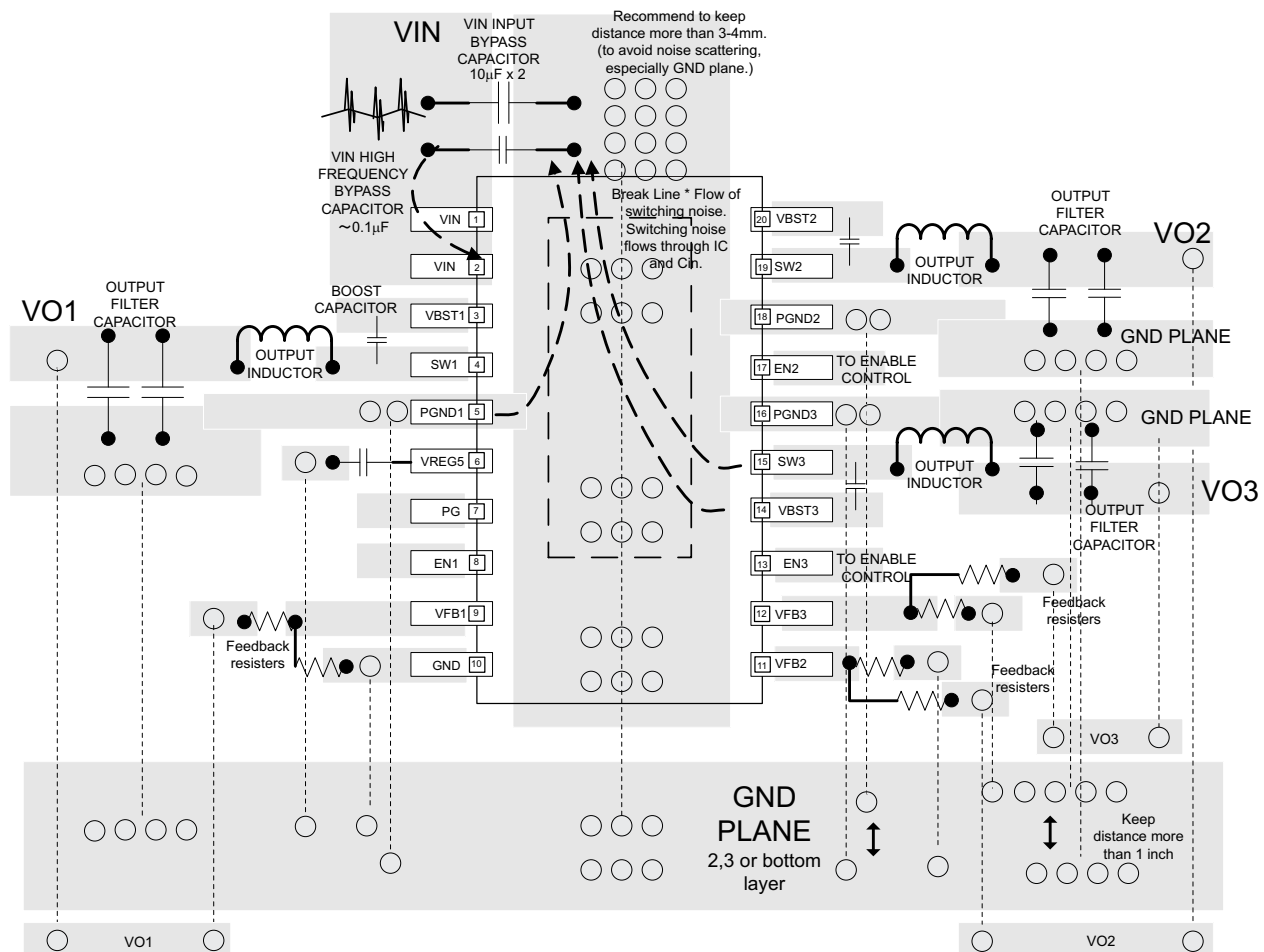 VIN
VIN INPUT
BYPASS
CAPACITOR
10μF x 2
Recommend to keep
distance more than 3-4mm.
(to avoid noise scattering,
especially GND plane.)
VIN HIGH
FREQUENCY
BYPASS
CAPACITOR
~0.1μF
Break Line * Flow of
switching noise.
Switching noise
flows through IC
and Cin.
VIN 1
VIN 2
VBST1 3
SW1 4
PGND1 5
VREG5 6
PG 7
EN1 8
VFB1 9
GND 10
20 VBST2
19 SW2
18 PGND2
17 EN2
16 PGND3
15 SW3
14 VBST3
13 EN3
12 VFB3
11 VFB2
VO1
OUTPUT
FILTER
CAPACITOR
OUTPUT
INDUCTOR
BOOST
CAPACITOR
Feedback
resisters
OUTPUT
INDUCTOR
OUTPUT
FILTER
CAPACITOR
VO2
GND PLANE
TO ENABLE
CONTROL
GND PLANE
OUTPUT
INDUCTOR
VO3
OUTPUT
FILTER
CAPACITOR
TO ENABLE
CONTROL
Feedback
resisters
Feedback
resisters
VO3
GND
PLANE
2,3 or bottom
layer
Keep
distance more
than 1 inch
VO1
VO2